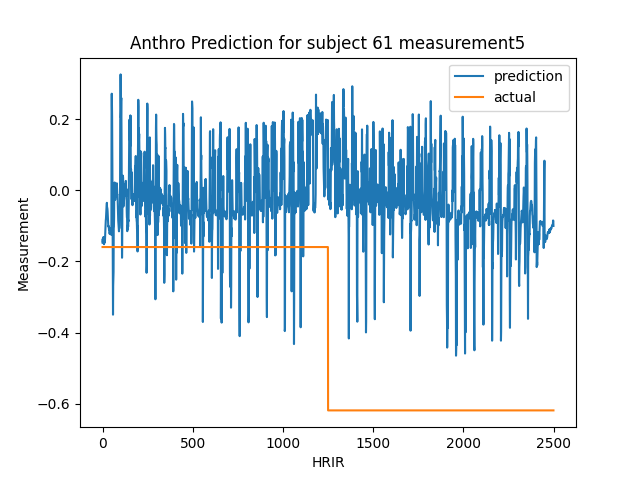 Anthro Prediction for subject 61 measurement5
prediction
actual
Measurement
0.2
0.0
−0.2
−0.4
−0.6
0 500 1000 1500 2000 2500
HRIR